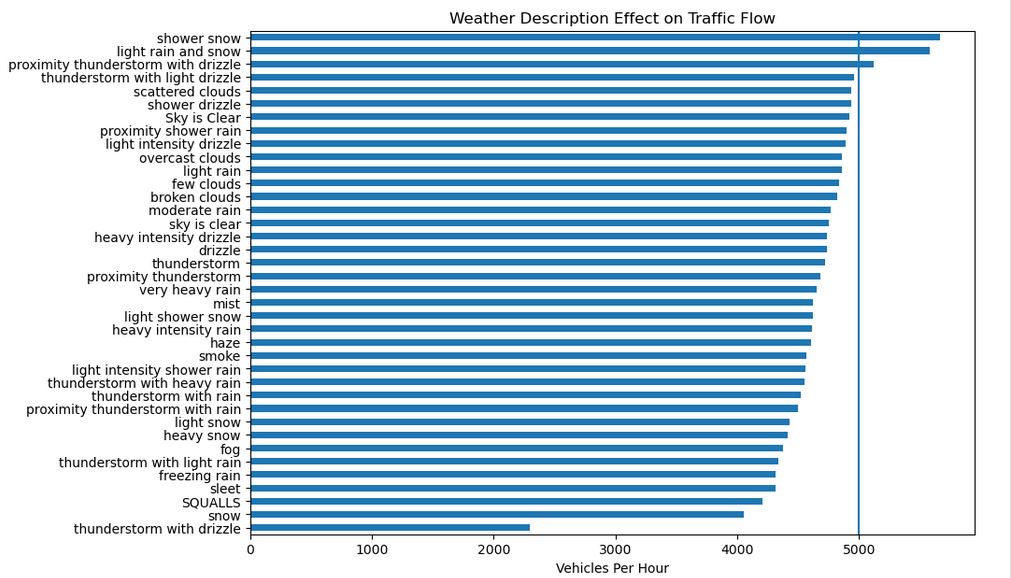 Weather Description Effect on Traffic Flow
shower snow
light rain and snow
proximity thunderstorm with drizzle
thunderstorm with light drizzle
scattered clouds
shower drizzle
Sky is Clear
proximity shower rain
light intensity drizzle
overcast clouds
light rain
few clouds
broken clouds
moderate rain
sky is clear
heavy intensity drizzle
drizzle
thunderstorm
proximity thunderstorm
very heavy rain
mist
light shower snow
heavy intensity rain
haze
smoke
light intensity shower rain
thunderstorm with heavy rain
thunderstorm with rain
proximity thunderstorm with rain
light snow
heavy snow
fog
thunderstorm with light rain
freezing rain
sleet
SQUALLS
snow
thunderstorm with drizzle
0 1000 2000 3000 4000 5000
Vehicles Per Hour